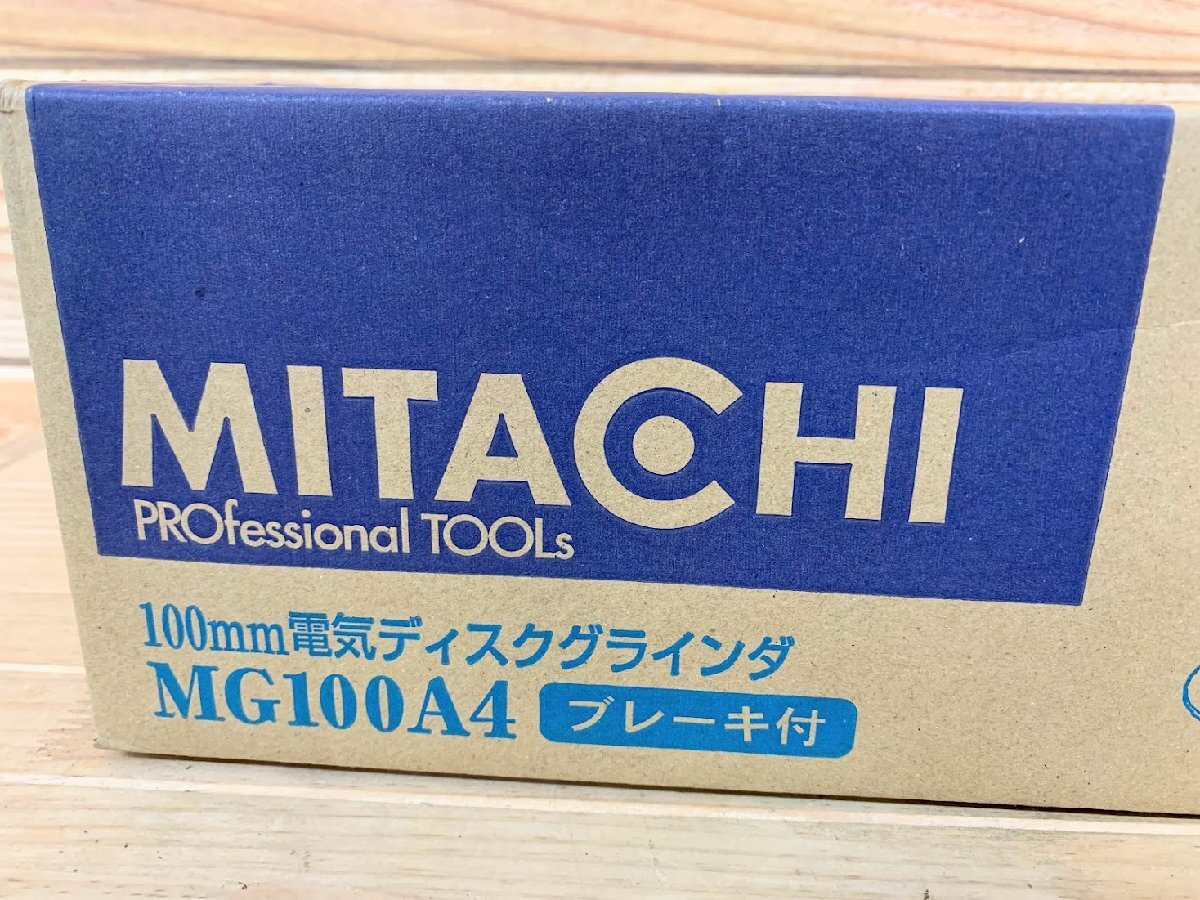 MITACHI
PROfessional TOOLs
100mm電気ディスクグラインダ
MG100A4 ブレーキ付